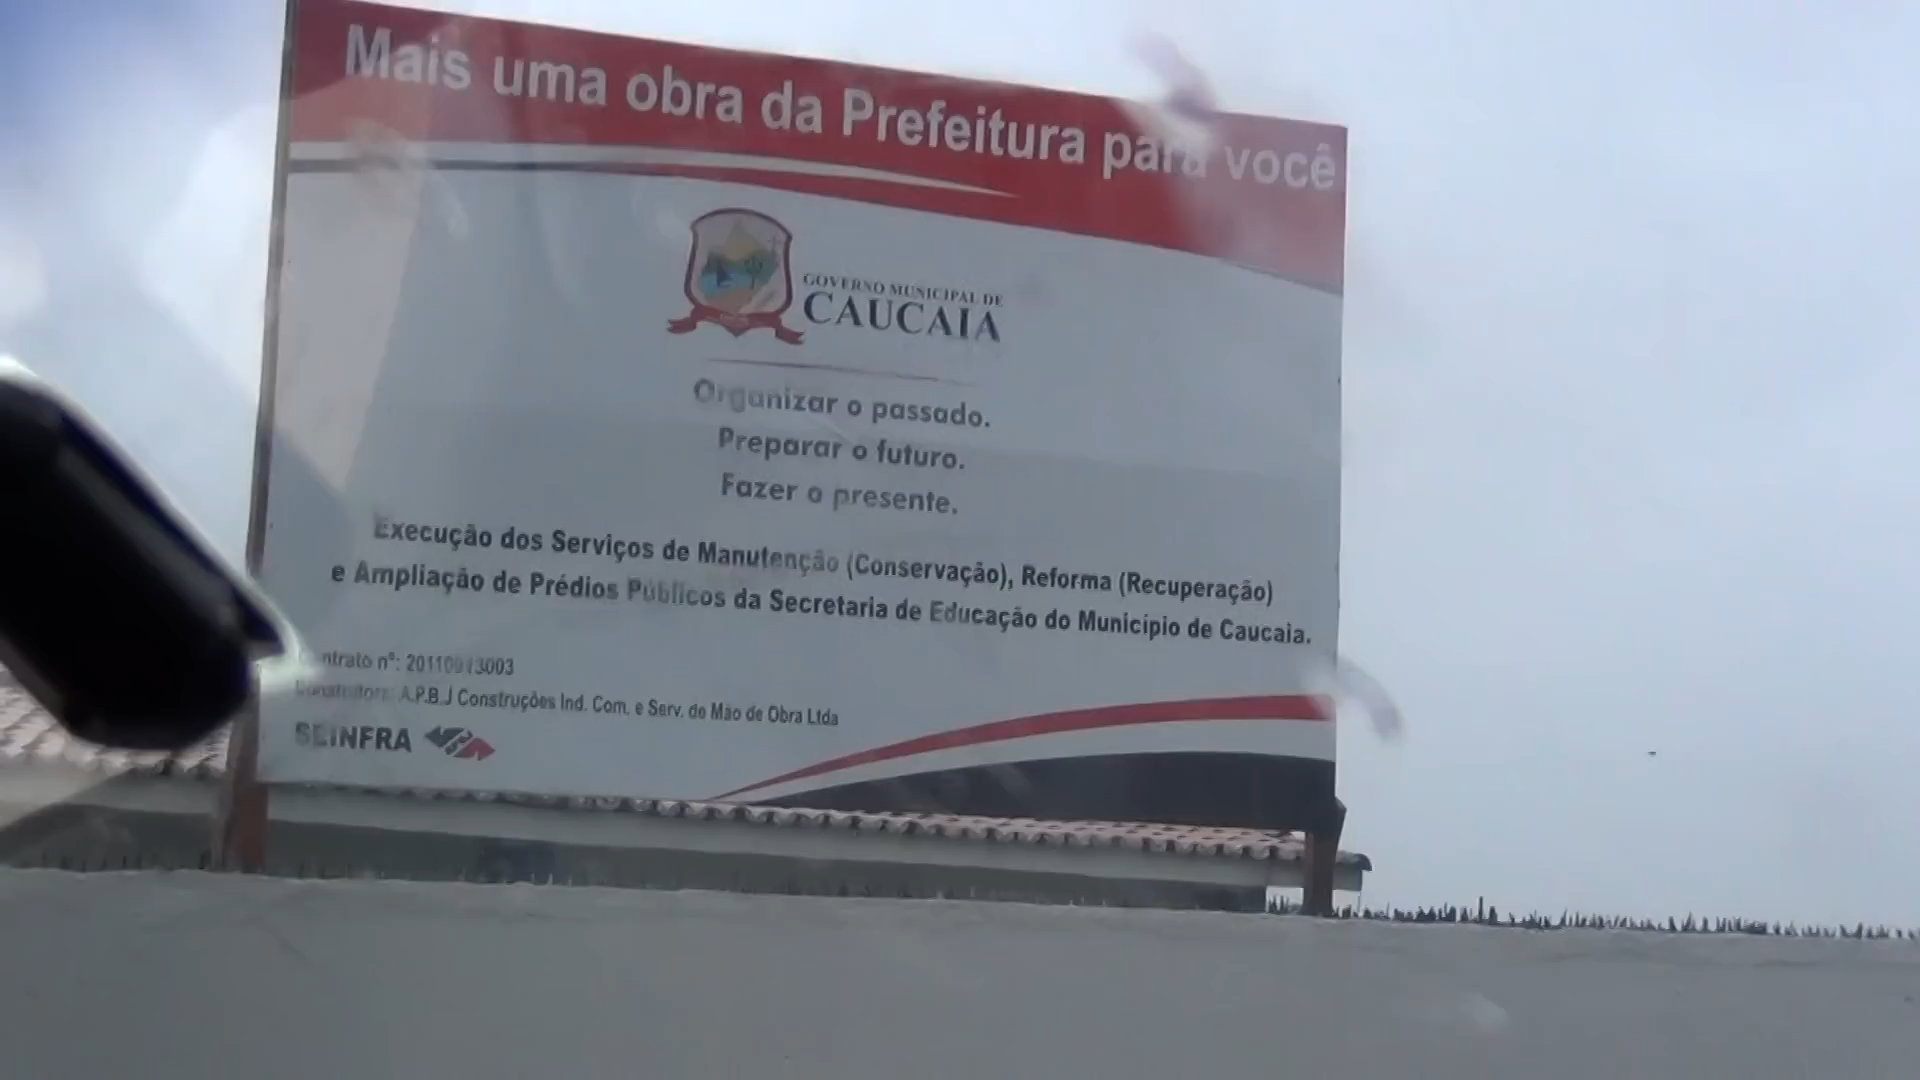 Mais uma obra da Prefeitura para você
GOVERNO MUNICIPAL DE
CAUCAIA
Organizar o passado.
Preparar o futuro.
Fazer o presente.
Execução dos Serviços de Manutenção (Conservação), Reforma (Recuperação)
e Ampliação de Prédios Públicos da Secretaria de Educação do Município de Caucaia.
nº: 20110913003
A.P.B.J Construções Ind. Com. e Serv. de Mão de Obra Ltda
SEINFRA